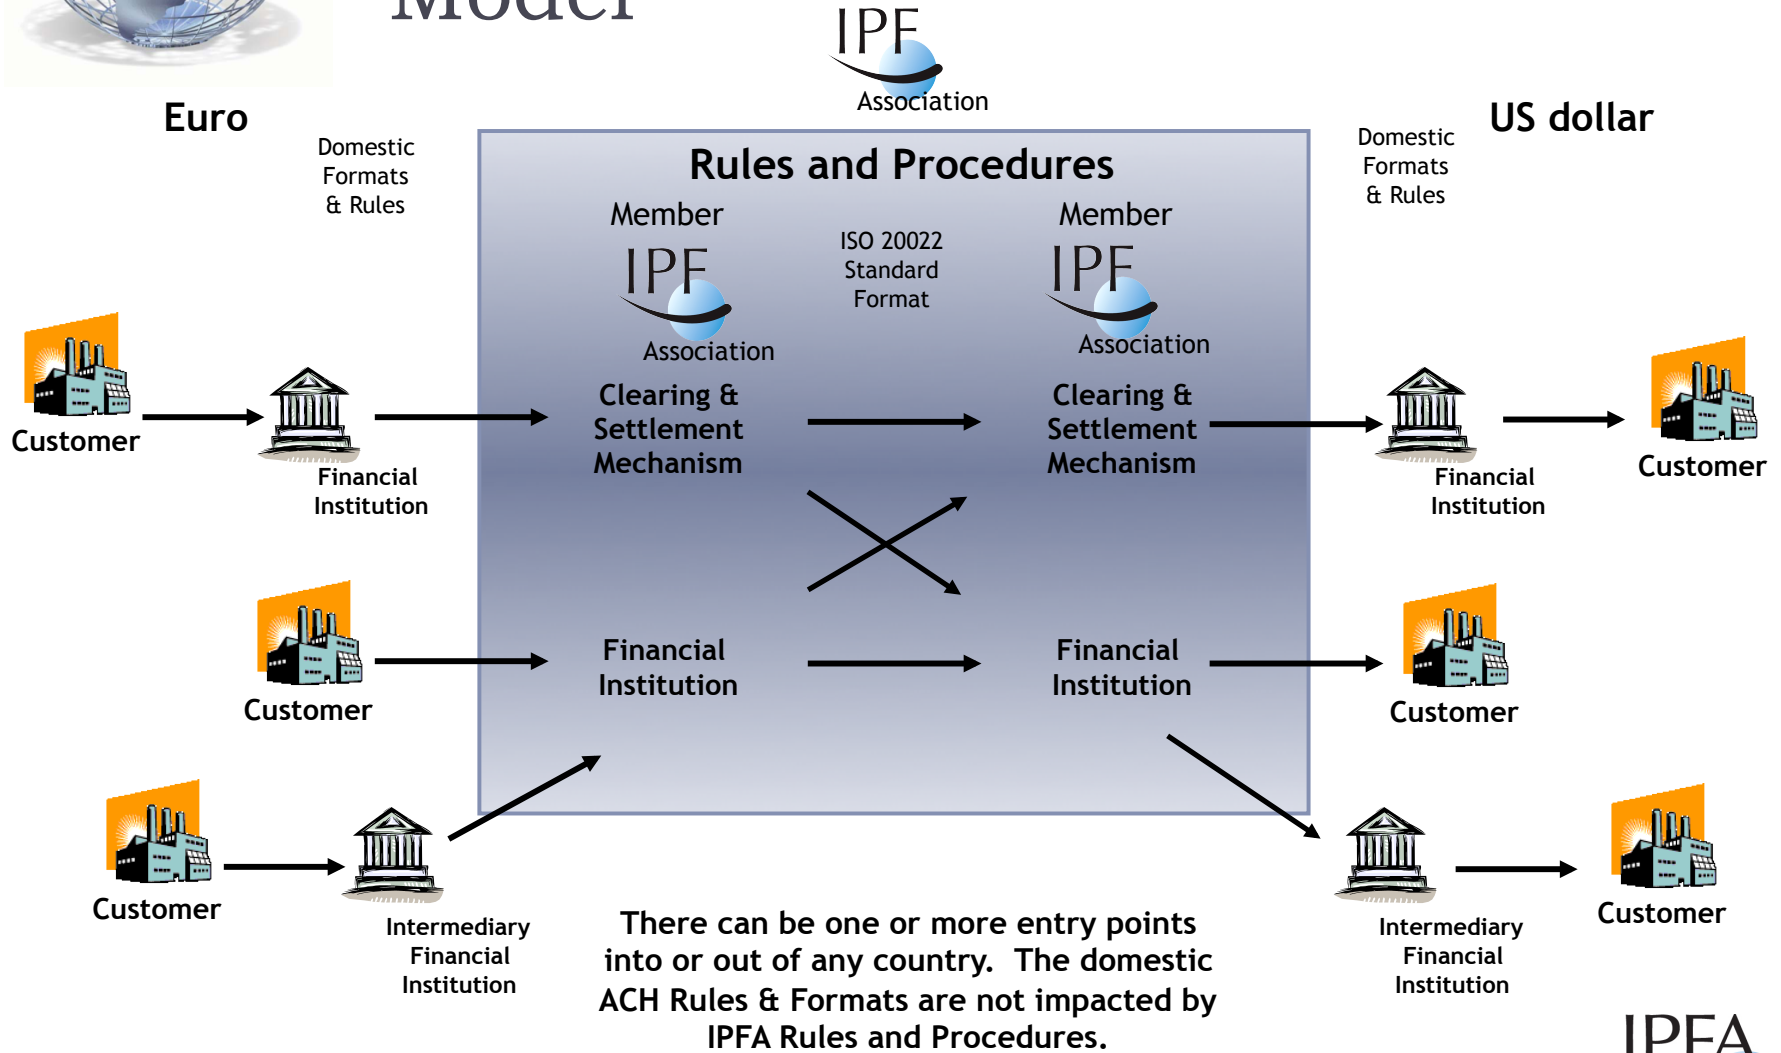 Model
IPF
Association
Euro
US dollar
Domestic
Formats
& Rules
Domestic
Formats
& Rules
Rules and Procedures
Member
IPF
Association
ISO 20022
Standard
Format
Member
IPF
Association
Customer
Financial
Institution
Clearing &
Settlement
Mechanism
Clearing &
Settlement
Mechanism
Financial
Institution
Customer
Customer
Financial
Institution
Financial
Institution
Customer
Customer
Intermediary
Financial
Institution
Intermediary
Financial
Institution
Customer
There can be one or more entry points
into or out of any country. The domestic
ACH Rules & Formats are not impacted by
IPFA Rules and Procedures.
IPFA